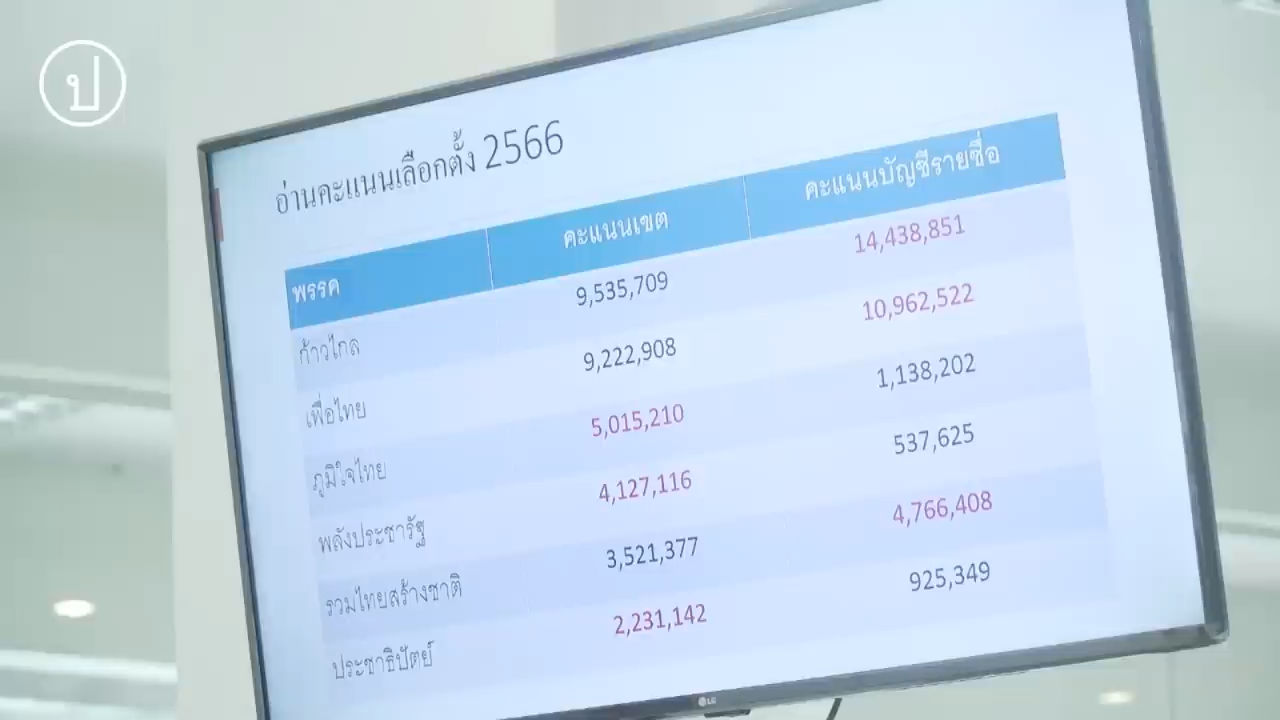 ป
อ่านคะแนนเลือกตั้ง 2566
พรรค คะแนนเขต คะแนนบัญชีรายชื่อ
ก้าวไกล 9,535,709 14,438,851
เพื่อไทย 9,222,908 10,962,522
ภูมิใจไทย 5,015,210 1,138,202
พลังประชารัฐ 4,127,116 537,625
รวมไทยสร้างชาติ 3,521,377 4,766,408
ประชาธิปัตย์ 2,231,142 925,349
LG